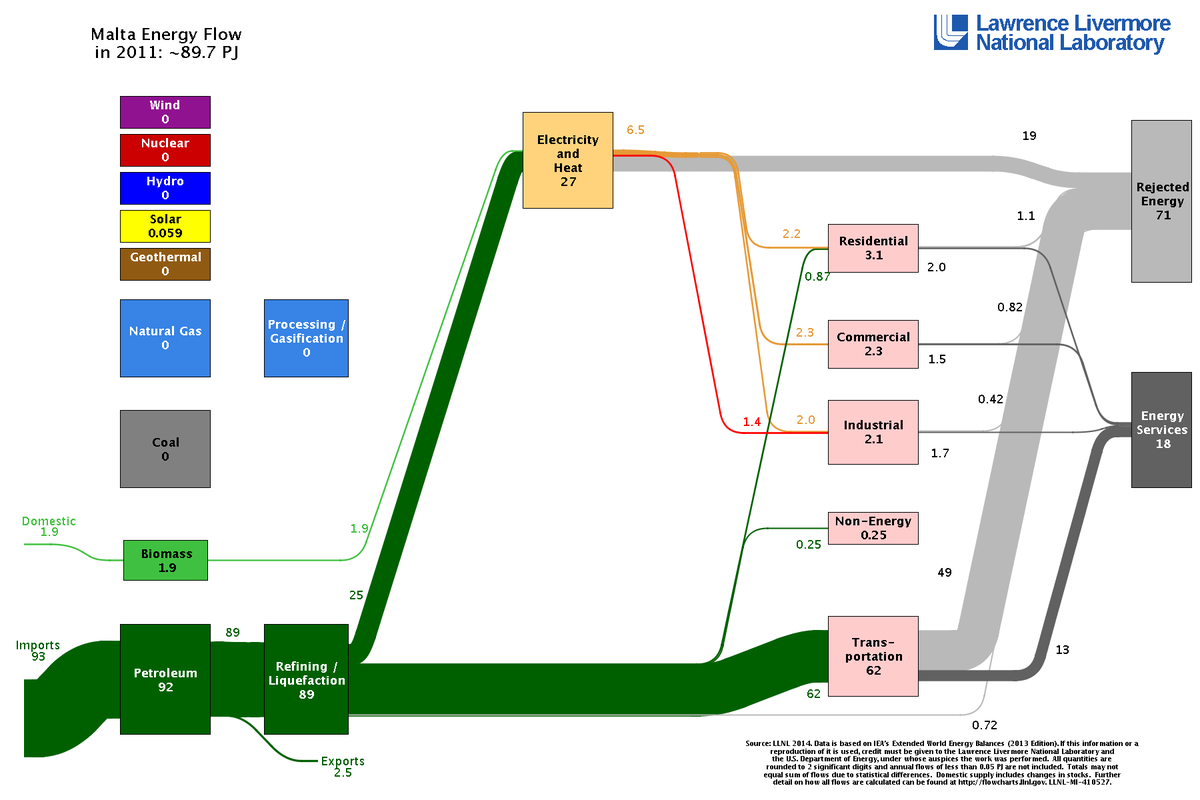 Malta Energy Flow
in 2011: ~89.7 PJ
Lawrence Livermore
National Laboratory
Wind
0
Nuclear
0
Hydro
0
Solar
0.059
Geothermal
0
Natural Gas
0
Processing /
Gasification
0
Coal
0
Domestic
1.9
Biomass
1.9
1.9
Imports
93
Petroleum
92
89
Refining /
Liquefaction
89
25
Exports
2.5
Electricity
and
Heat
27
6.5
2.2
0.87
2.3
1.4
2.0
0.25
62
Residential
3.1
Commercial
2.3
Industrial
2.1
Non-Energy
0.25
Trans-
portation
62
19
1.1
2.0
0.82
1.5
0.42
1.7
49
13
0.72
Rejected
Energy
71
Energy
Services
18
Source: LLNL 2014. Data is based on IEA's Extended World Energy Balances (2013 Edition). If this information or a
reproduction of it is used, credit must be given to the Lawrence Livermore National Laboratory and
the U.S. Department of Energy, under whose auspices the work was performed. All quantities are
rounded to 2 significant digits and annual flows of less than 0.05 PJ are not included. Totals may not
equal sum of flows due to statistical differences. Domestic supply includes changes in stocks. Further
detail on how all flows are calculated can be found at http://flowcharts.llnl.gov. LLNL-MI-410527.